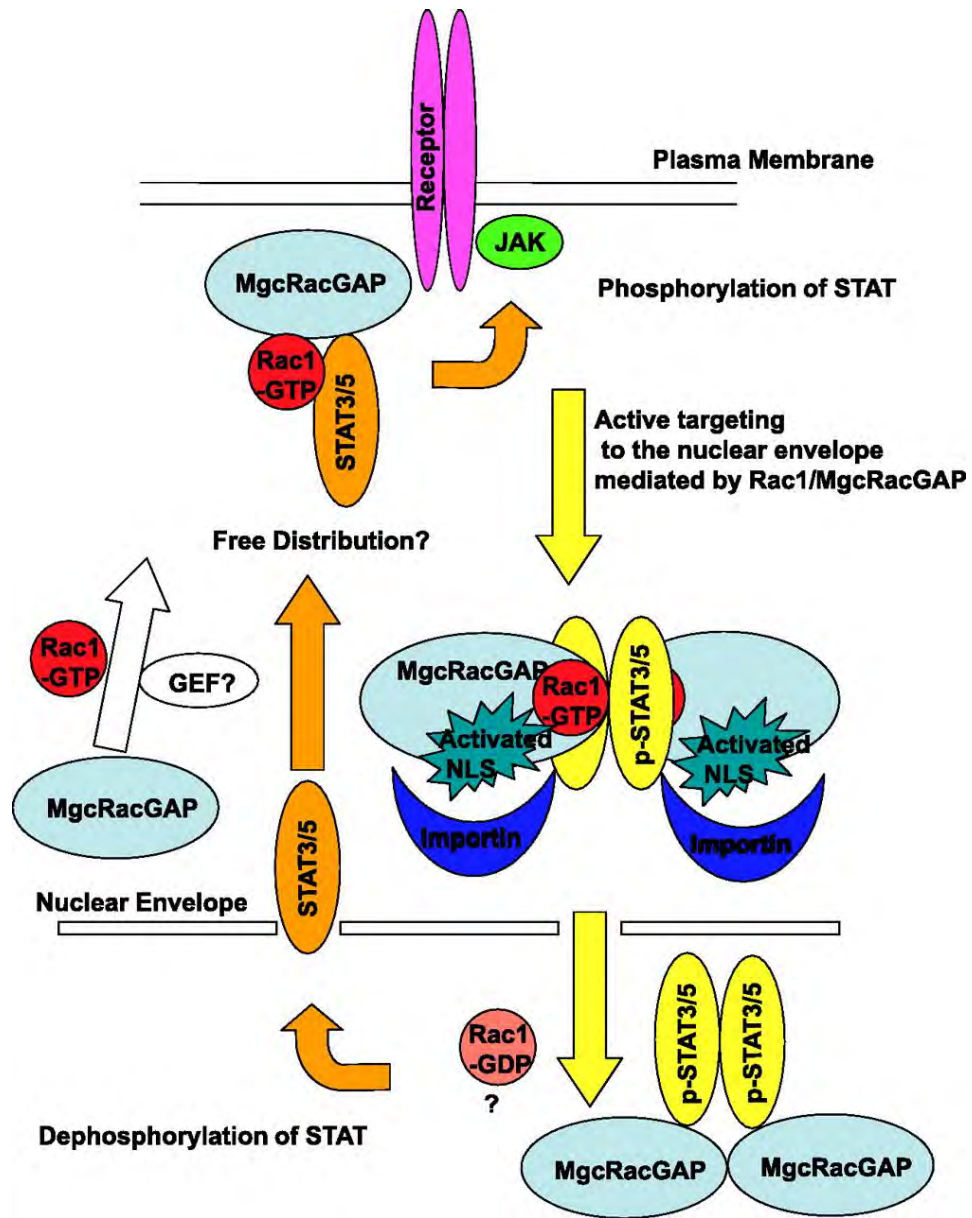 Receptor
Plasma Membrane
JAK
MgcRacGAP
Phosphorylation of STAT
Rac1
-GTP
STAT3/5
Active targeting
to the nuclear envelope
mediated by Rac1/MgcRacGAP
Free Distribution?
Rac1
-GTP
GEF?
MgcRacGAP
MgcRacGAP
Rac1
-GTP
p-STAT3/5
Activated
NLS
Activated
NLS
Importin
Importin
STAT3/5
Nuclear Envelope
Rac1
-GDP
?
p-STAT3/5
p-STAT3/5
Dephosphorylation of STAT
MgcRacGAP
MgcRacGAP